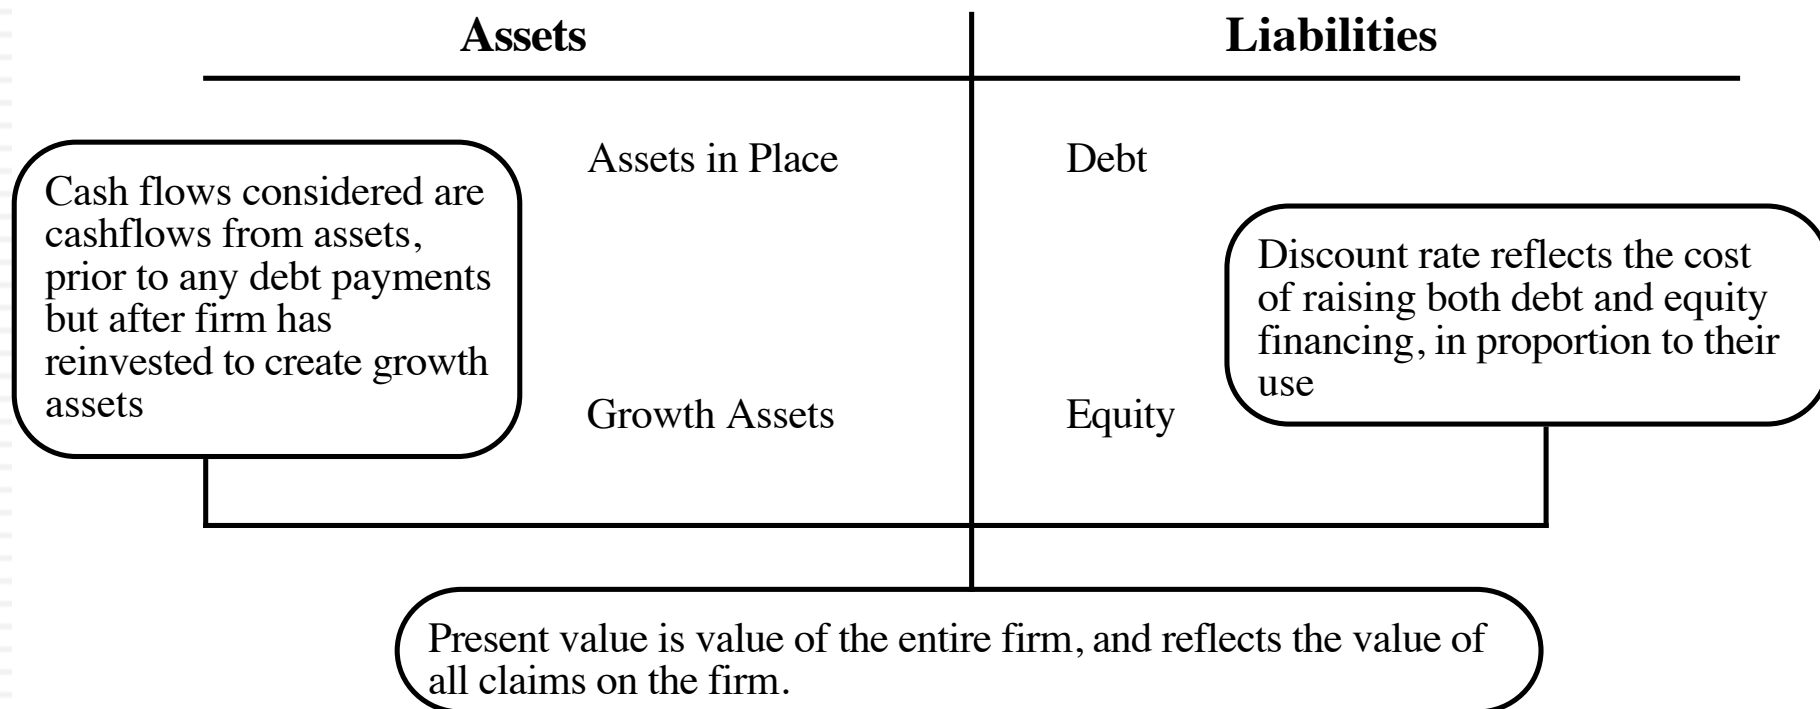 Assets
Liabilities
Assets in Place
Debt
Cash flows considered are
cashflows from assets,
prior to any debt payments
but after firm has
reinvested to create growth
assets
Discount rate reflects the cost
of raising both debt and equity
financing, in proportion to their
use
Growth Assets
Equity
Present value is value of the entire firm, and reflects the value of
all claims on the firm.